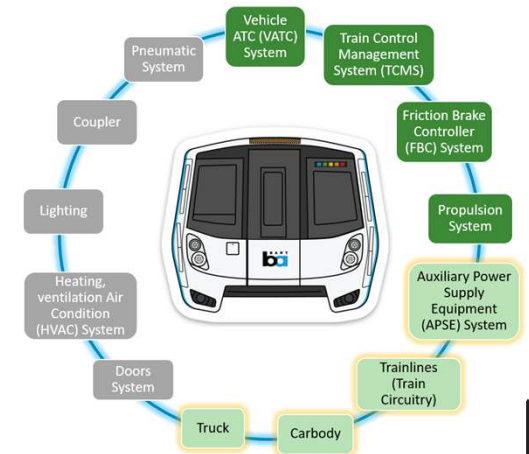 Vehicle
ATC (VATC)
System
Train Control
Management
System (TCMS)
Friction Brake
Controller
(FBC) System
Propulsion
System
Auxiliary Power
Supply
Equipment
(APSE) System
Trainlines
(Train
Circuitry)
Carbody
Truck
Doors
System
Heating,
ventilation Air
Condition
(HVAC) System
Lighting
Coupler
Pneumatic
System
BART
ba